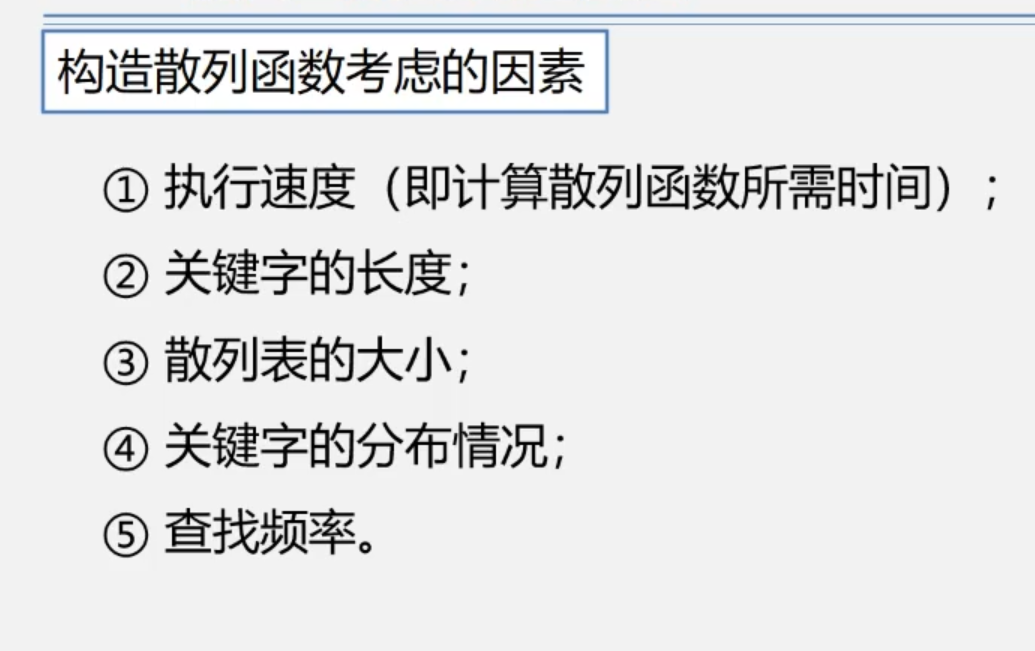 构造散列函数考虑的因素
① 执行速度（即计算散列函数所需时间）；
② 关键字的长度；
③ 散列表的大小；
④ 关键字的分布情况；
⑤ 查找频率。